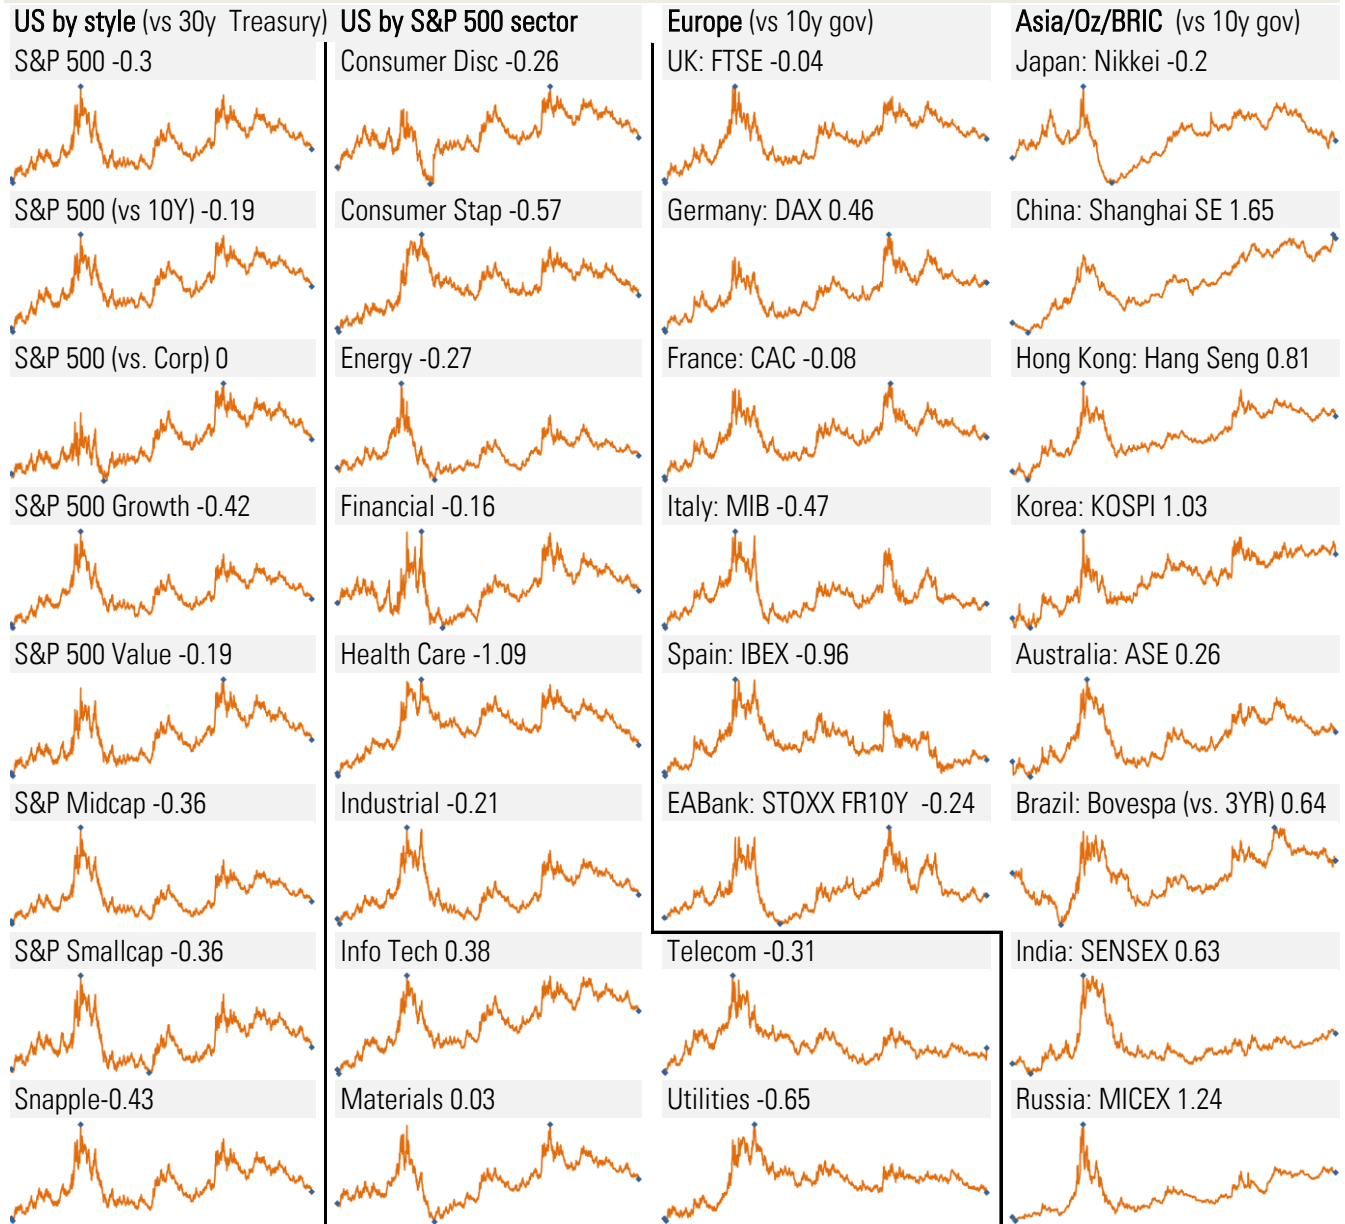 US by style (vs 30y Treasury)
US by S&P 500 sector
Europe (vs 10y gov)
Asia/Oz/BRIC (vs 10y gov)
S&P 500 -0.3
Consumer Disc -0.26
UK: FTSE -0.04
Japan: Nikkei -0.2
S&P 500 (vs 10Y) -0.19
Consumer Stap -0.57
Germany: DAX 0.46
China: Shanghai SE 1.65
S&P 500 (vs. Corp) 0
Energy -0.27
France: CAC -0.08
Hong Kong: Hang Seng 0.81
S&P 500 Growth -0.42
Financial -0.16
Italy: MIB -0.47
Korea: KOSPI 1.03
S&P 500 Value -0.19
Health Care -1.09
Spain: IBEX -0.96
Australia: ASE 0.26
S&P Midcap -0.36
Industrial -0.21
EABank: STOXX FR10Y -0.24
Brazil: Bovespa (vs. 3YR) 0.64
S&P Smallcap -0.36
Info Tech 0.38
Telecom -0.31
India: SENSEX 0.63
Snapple-0.43
Materials 0.03
Utilities -0.65
Russia: MICEX 1.24